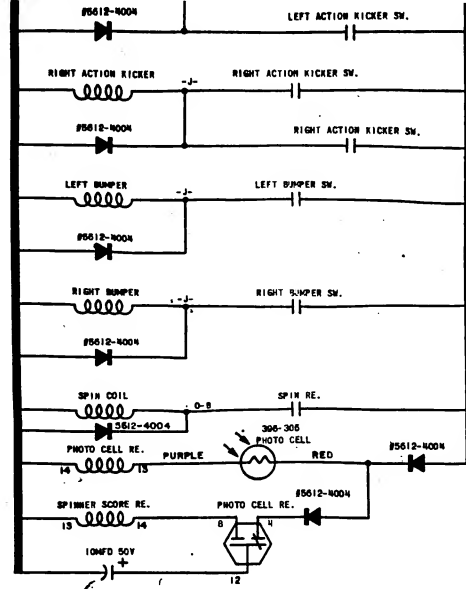 #5612-4004
LEFT ACTION KICKER SW.
RIGHT ACTION KICKER
-J-
RIGHT ACTION KICKER SW.
#5612-4004
RIGHT ACTION KICKER SW.
LEFT BUMPER
-J-
LEFT BUMPER SW.
#5612-4004
RIGHT BUMPER
-J-
RIGHT BUMPER SW.
#5612-4004
SPIN COIL
O-B
SPIN RE.
5612-4004
396-306
PHOTO CELL
PHOTO CELL RE.
14
13
PURPLE
RED
#5612-4004
SPINNER SCORE RE.
13
14
PHOTO CELL RE.
8
4
#5612-4004
10MFD 50V
+
12